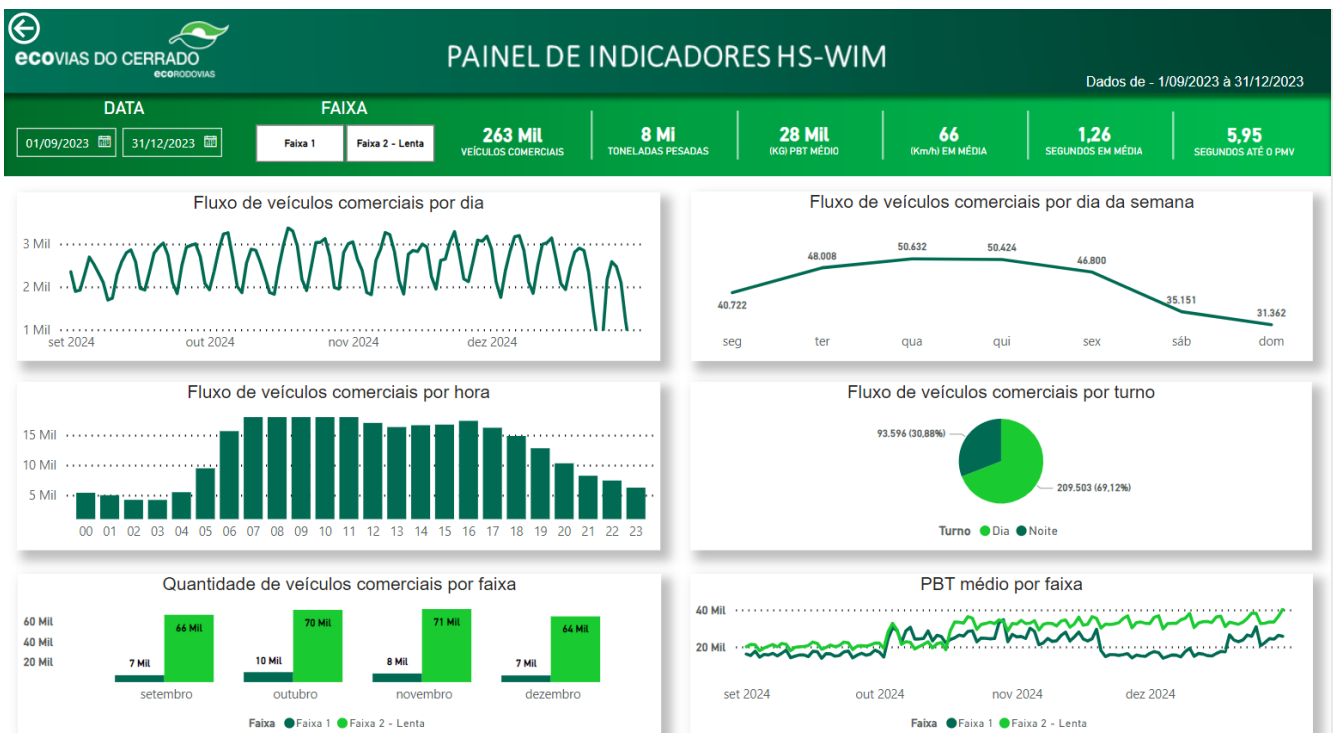 ecoVIAS DO CERRADO
ecoRODOVIAS
PAINEL DE INDICADORES HS-WIM
Dados de - 1/09/2023 à 31/12/2023
DATA
FAIXA
01/09/2023
31/12/2023
Faixa 1
Faixa 2 - Lenta
263 Mil
VEÍCULOS COMERCIAIS
8 Mi
TONELADAS PESADAS
28 Mil
(KG) PBT MÉDIO
66
(Km/h) EM MÉDIA
1,26
SEGUNDOS EM MÉDIA
5,95
SEGUNDOS ATÉ O PMV
Fluxo de veículos comerciais por dia
3 Mil
2 Mil
1 Mil
set 2024 out 2024 nov 2024 dez 2024
Fluxo de veículos comerciais por dia da semana
40.722 48.008 50.632 50.424 46.800 35.151 31.362
seg ter qua qui sex sáb dom
Fluxo de veículos comerciais por hora
15 Mil
10 Mil
5 Mil
00 01 02 03 04 05 06 07 08 09 10 11 12 13 14 15 16 17 18 19 20 21 22 23
Fluxo de veículos comerciais por turno
93.596 (30,88%)
209.503 (69,12%)
Turno Dia Noite
Quantidade de veículos comerciais por faixa
60 Mil
40 Mil
20 Mil
7 Mil 66 Mil 10 Mil 70 Mil 8 Mil 71 Mil 7 Mil 64 Mil
setembro outubro novembro dezembro
Faixa Faixa 1 Faixa 2 - Lenta
PBT médio por faixa
40 Mil
20 Mil
set 2024 out 2024 nov 2024 dez 2024
Faixa Faixa 1 Faixa 2 - Lenta